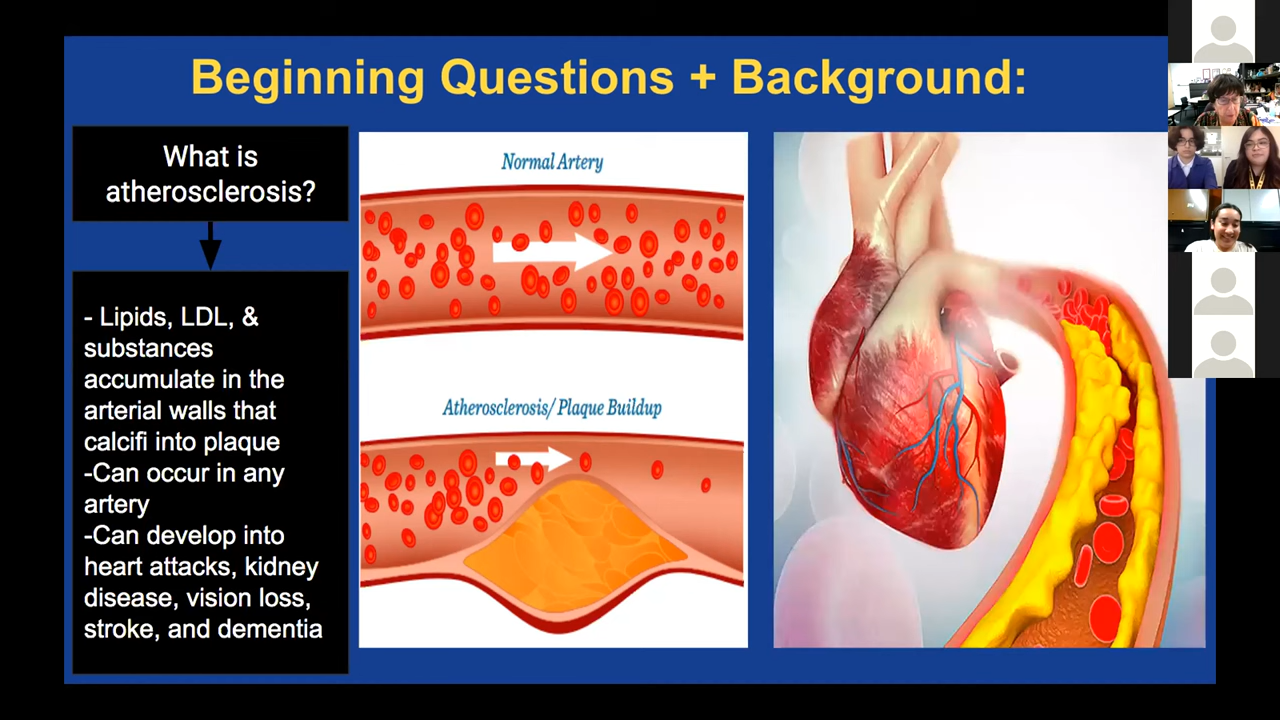 Beginning Questions + Background:
What is
atherosclerosis?
- Lipids, LDL, &
substances
accumulate in the
arterial walls that
calcifi into plaque
-Can occur in any
artery
-Can develop into
heart attacks, kidney
disease, vision loss,
stroke, and dementia
Normal Artery
Atherosclerosis/ Plaque Buildup